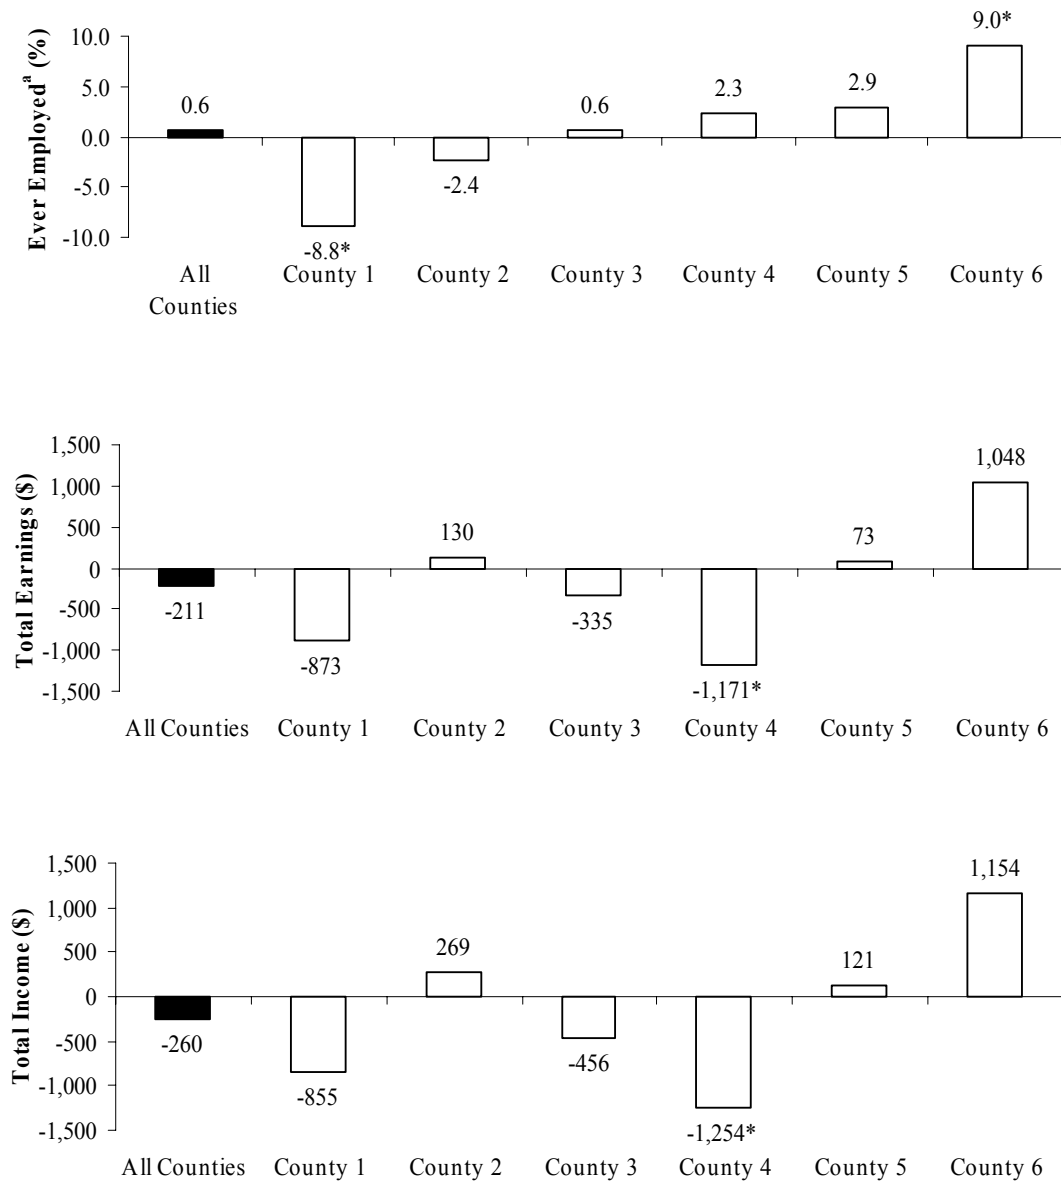 9.0*
10.0
5.0
0.0
-5.0
-10.0
Ever Employedª (%)
0.6
-8.8*
-2.4
0.6
2.3
2.9
All
Counties
County 1
County 2
County 3
County 4
County 5
County 6
1,500
1,000
500
0
-500
-1,000
-1,500
Total Earnings ($)
-211
-873
130
-335
-1,171*
73
1,048
All Counties
County 1
County 2
County 3
County 4
County 5
County 6
1,500
1,000
500
0
-500
-1,000
-1,500
Total Income ($)
-260
-855
269
-456
-1,254*
121
1,154
All Counties
County 1
County 2
County 3
County 4
County 5
County 6